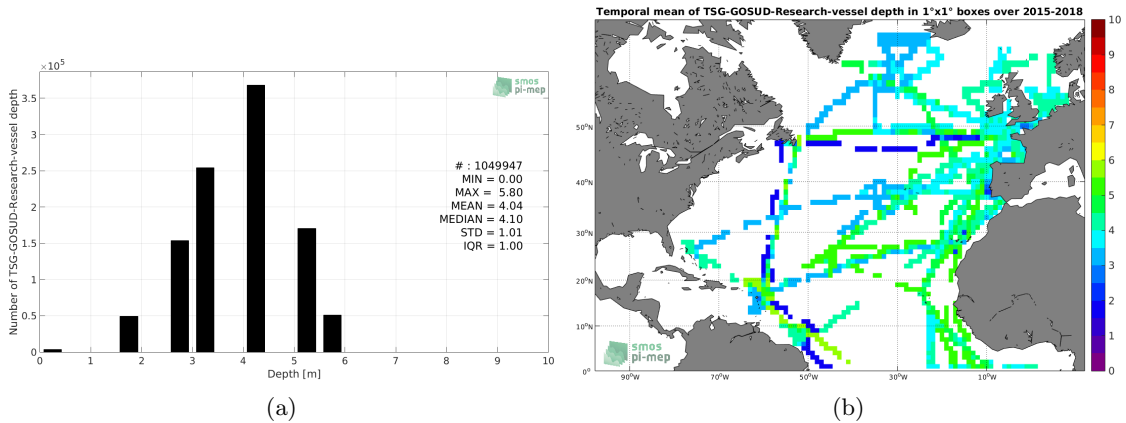 ×10⁵
3.5
3
2.5
2
1.5
1
0.5
0
Number of TSG-GOSUD-Research-vessel depth
smos
pi-mep
# : 1049947
MIN = 0.00
MAX = 5.80
MEAN = 4.04
MEDIAN = 4.10
STD = 1.01
IQR = 1.00
0 1 2 3 4 5 6 7 8 9 10
Depth [m]
(a)
Temporal mean of TSG-GOSUD-Research-vessel depth in 1°x1° boxes over 2015-2018
50°N
40°N
30°N
20°N
10°N
0°
90°W 70°W 50°W 30°W 10°W
smos
pi-mep
10
9
8
7
6
5
4
3
2
1
0
(b)